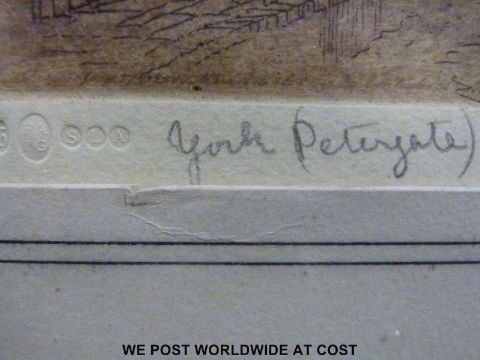 S L A York (Petergate)
WE POST WORLDWIDE AT COST